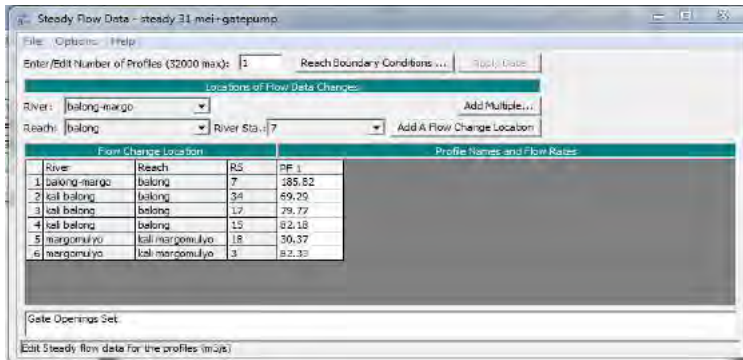 Steady Flow Data - steady 31 mei+gatepump
File Options Help
Enter/Edit Number of Profiles (32000 max): 1 Reach Boundary Conditions ... Apply Data
Locations of Flow Data Changes
River: balong-margo Add Multiple...
Reach: balong River Sta.: 7 Add A Flow Change Location
Flow Change Location Profile Names and Flow Rates
River Reach RS PF 1
1 balong-margo balong 7 185.82
2 kali balong balong 34 69.29
3 kali balong balong 17 79.77
4 kali balong balong 15 82.18
5 margomulyo kali margomulyo 18 30.37
6 margomulyo kali margomulyo 3 82.33
Gate Openings Set
Edit Steady flow data for the profiles (m3/s)